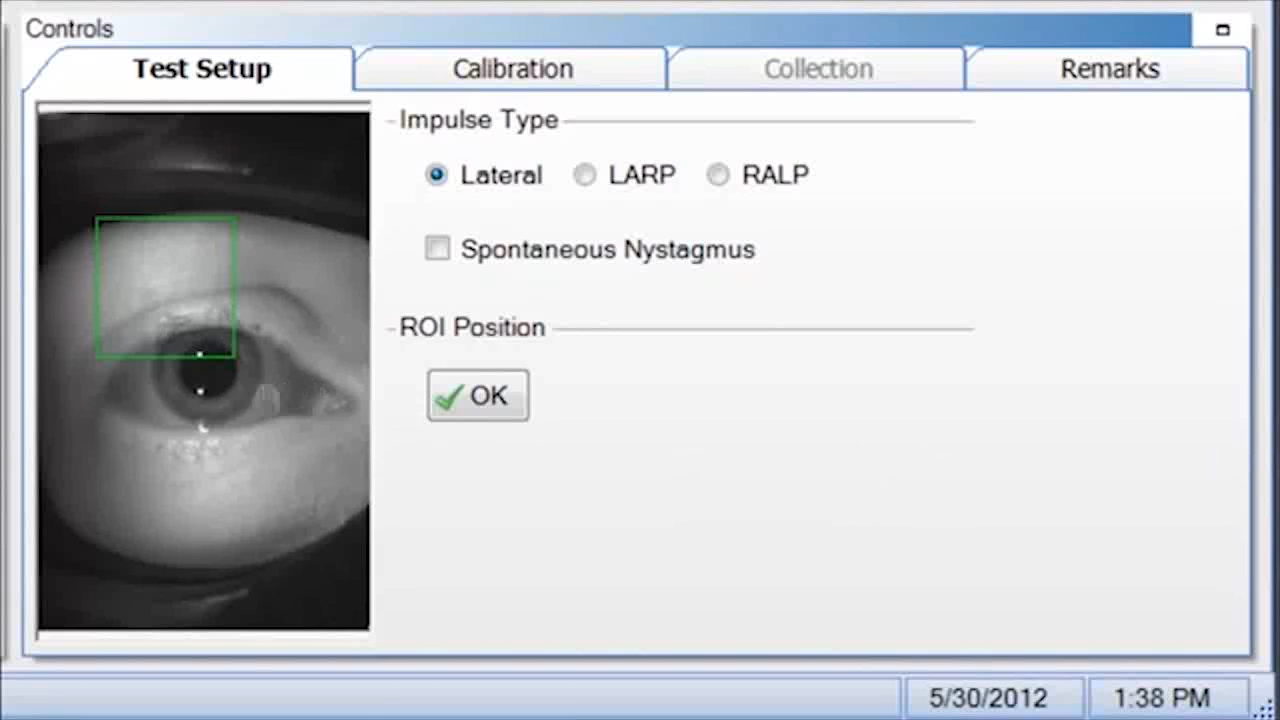 Controls
Test Setup Calibration Collection Remarks
Impulse Type
Lateral LARP RALP
Spontaneous Nystagmus
ROI Position
OK
5/30/2012 1:38 PM